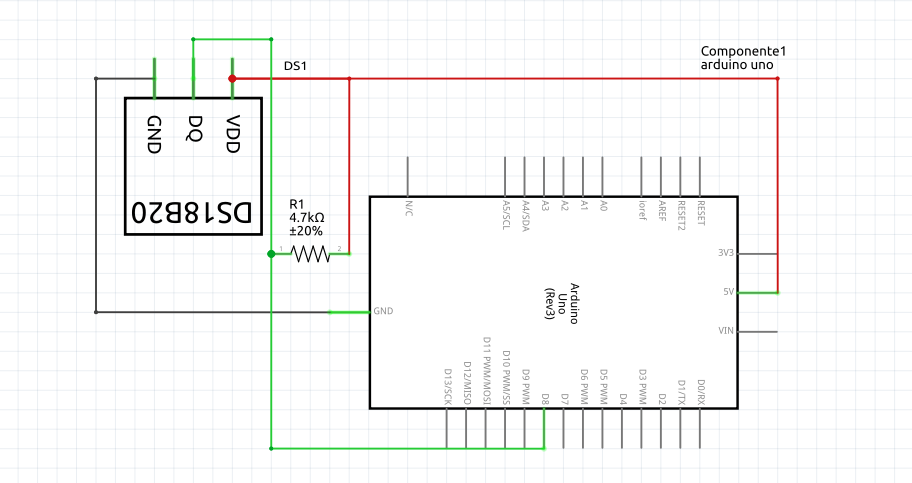 DS1
Componente1
arduino uno
GND
DQ
VDD
DS18B20
R1
4.7kΩ
±20%
1
2
N/C
A5/SCL
A4/SDA
A3
A2
A1
A0
ioref
AREF
RESET2
RESET
3V3
5V
VIN
GND
Arduino
Uno
(Rev3)
D13/SCK
D12/MISO
D11 PWM/MOSI
D10 PWM/SS
D9 PWM
D8
D7
D6 PWM
D5 PWM
D4
D3 PWM
D2
D1/TX
D0/RX